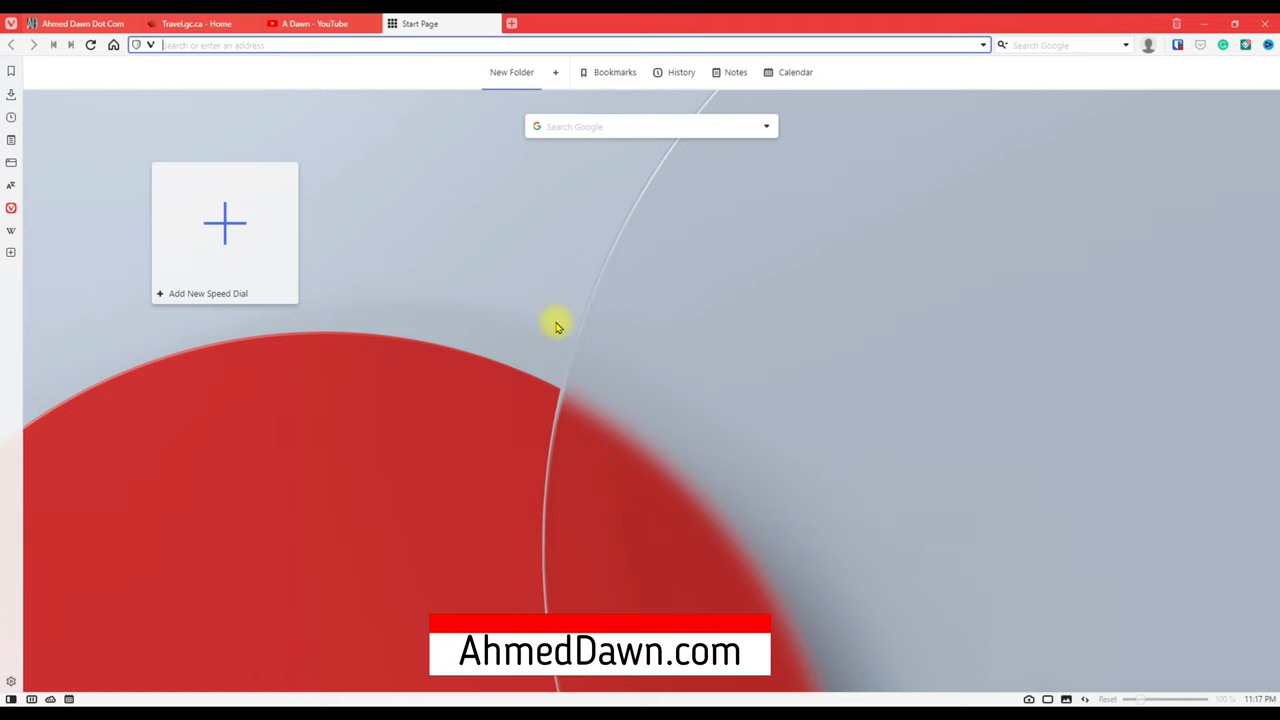 Ahmed Dawn Dot Com
Travel.gc.ca - Home
A Dawn - YouTube
Start Page
Search or enter an address
Search Google
New Folder
Bookmarks
History
Notes
Calendar
Search Google
Add New Speed Dial
AhmedDawn.com
Reset
100 %
11:17 PM